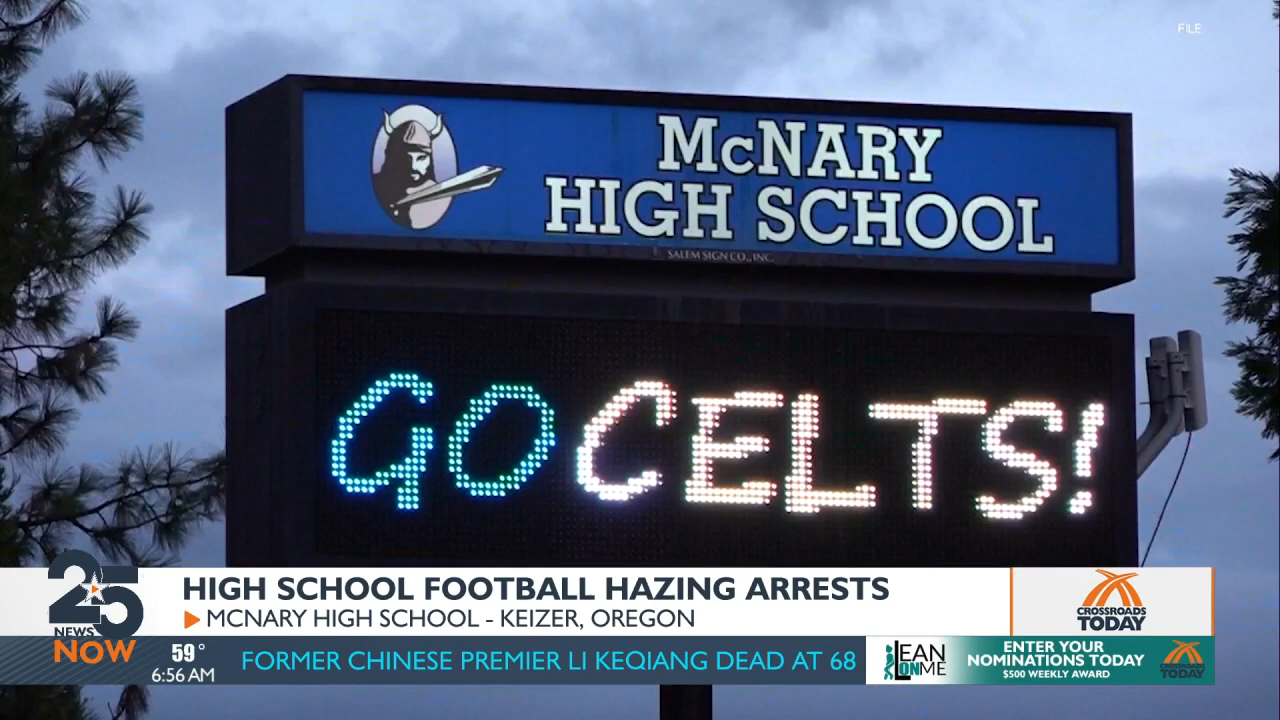 FILE
McNARY
HIGH SCHOOL
SALEM SIGN CO., INC.
GO CELTS!
25
NEWS
NOW
HIGH SCHOOL FOOTBALL HAZING ARRESTS
MCNARY HIGH SCHOOL - KEIZER, OREGON
CROSSROADS
TODAY
59°
6:56 AM
FORMER CHINESE PREMIER LI KEQIANG DEAD AT 68
LEAN
ON ME
ENTER YOUR
NOMINATIONS TODAY
$500 WEEKLY AWARD
CROSSROADS
TODAY